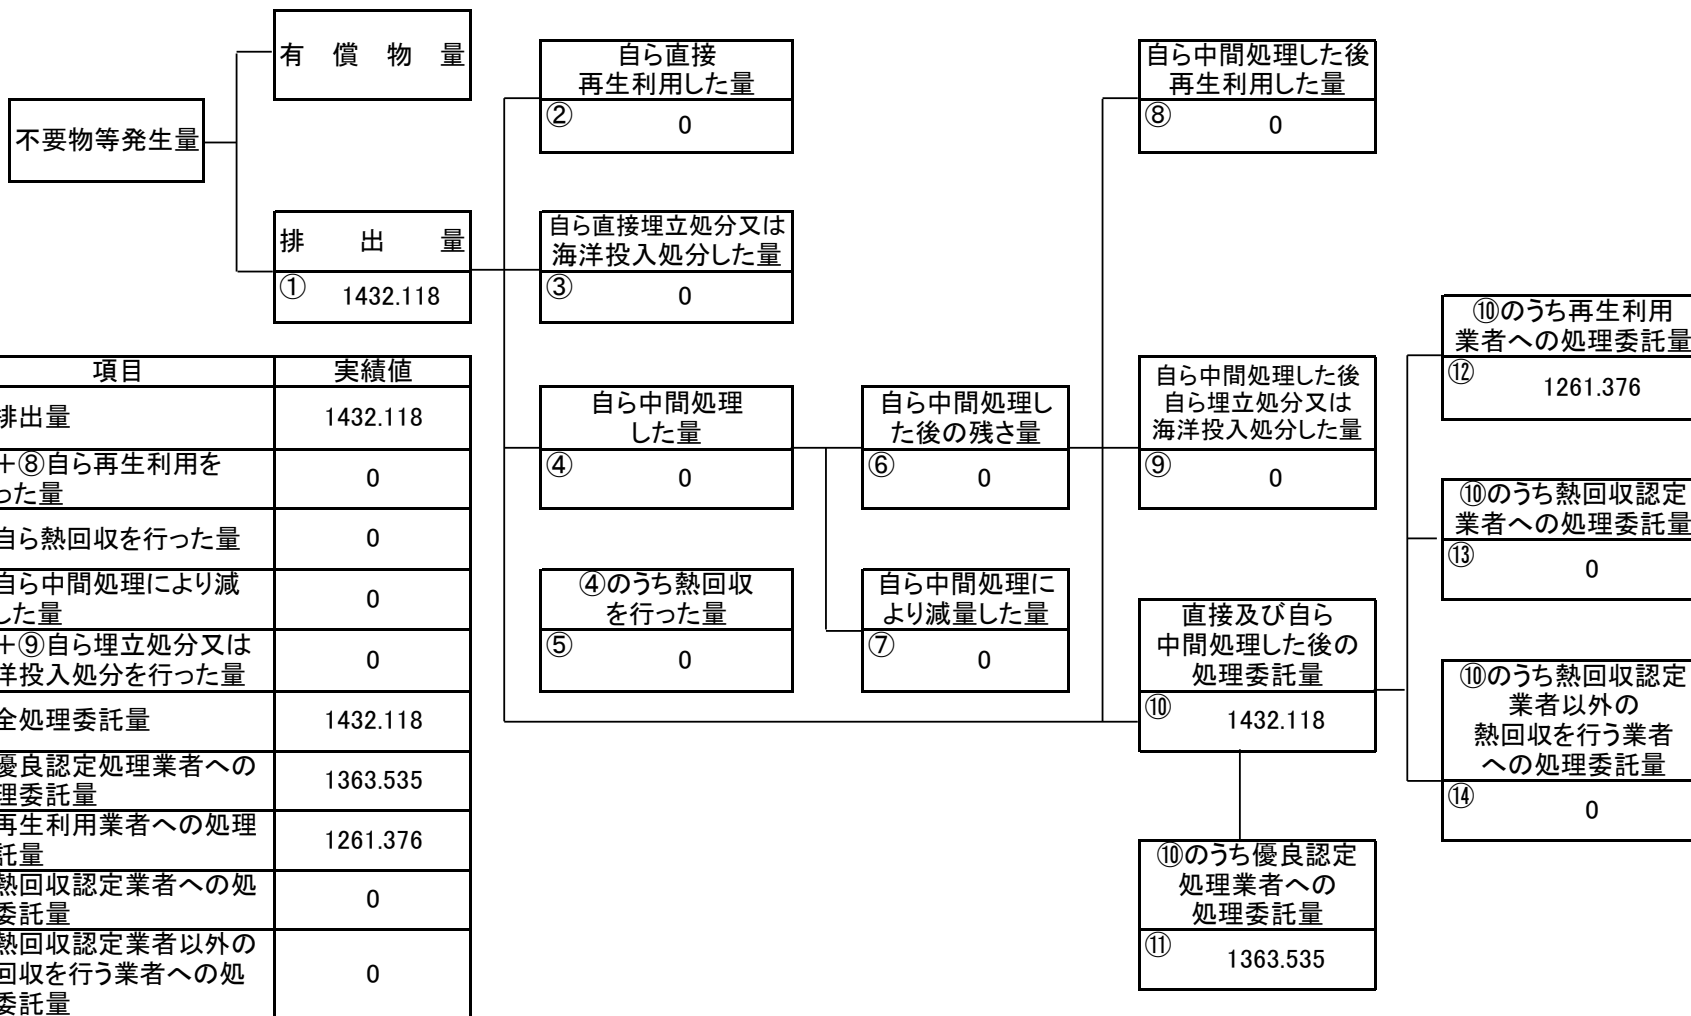 有　償　物　量
不要物等発生量
排　出　量
① 1432.118
自ら直接
再生利用した量
② 0
自ら直接埋立処分又は
海洋投入処分した量
③ 0
自ら中間処理
した量
④ 0
④のうち熱回収
を行った量
⑤ 0
自ら中間処理し
た後の残さ量
⑥ 0
自ら中間処理に
より減量した量
⑦ 0
自ら中間処理した後
再生利用した量
⑧ 0
自ら中間処理した後
自ら埋立処分又は
海洋投入処分した量
⑨ 0
直接及び自ら
中間処理した後の
処理委託量
⑩ 1432.118
⑩のうち優良認定
処理業者への
処理委託量
⑪ 1363.535
⑩のうち再生利用
業者への処理委託量
⑫ 1261.376
⑩のうち熱回収認定
業者への処理委託量
⑬ 0
⑩のうち熱回収認定
業者以外の
熱回収を行う業者
への処理委託量
⑭ 0
項目 実績値
排出量 1432.118
＋⑧自ら再生利用を
った量 0
自ら熱回収を行った量 0
自ら中間処理により減
した量 0
＋⑨自ら埋立処分又は
洋投入処分を行った量 0
全処理委託量 1432.118
優良認定処理業者への
理委託量 1363.535
再生利用業者への処理
託量 1261.376
熱回収認定業者への処
委託量 0
熱回収認定業者以外の
回収を行う業者への処
委託量 0